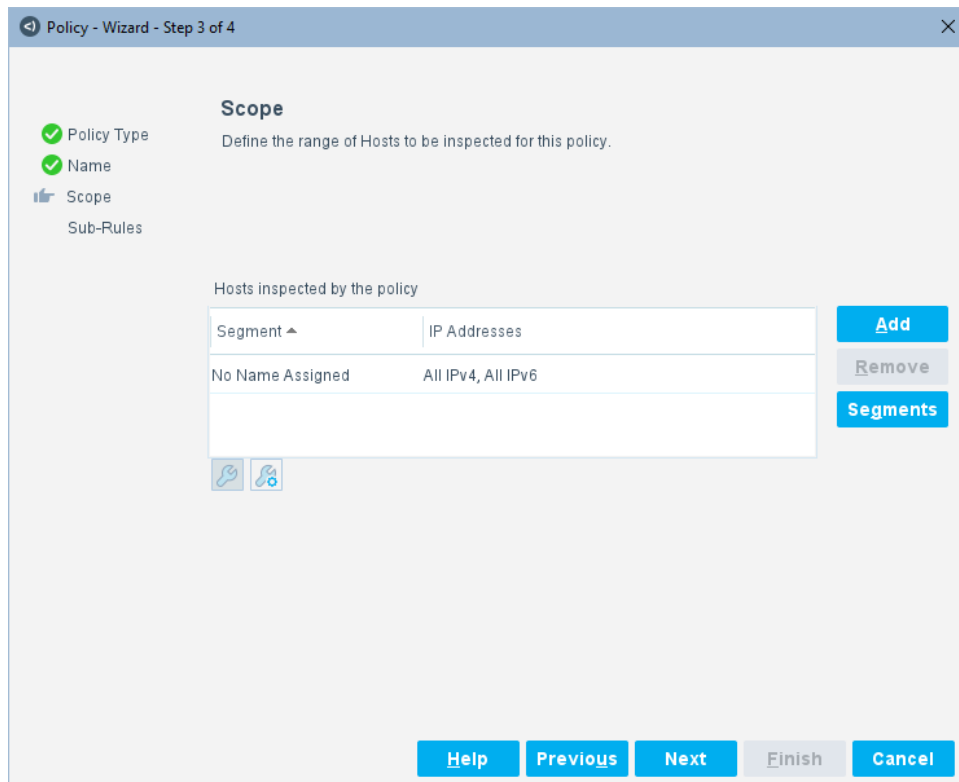 Policy - Wizard - Step 3 of 4
Policy Type
Name
Scope
Sub-Rules
Scope
Define the range of Hosts to be inspected for this policy.
Hosts inspected by the policy
Segment IP Addresses
No Name Assigned All IPv4, All IPv6
Add
Remove
Segments
Help Previous Next Finish Cancel